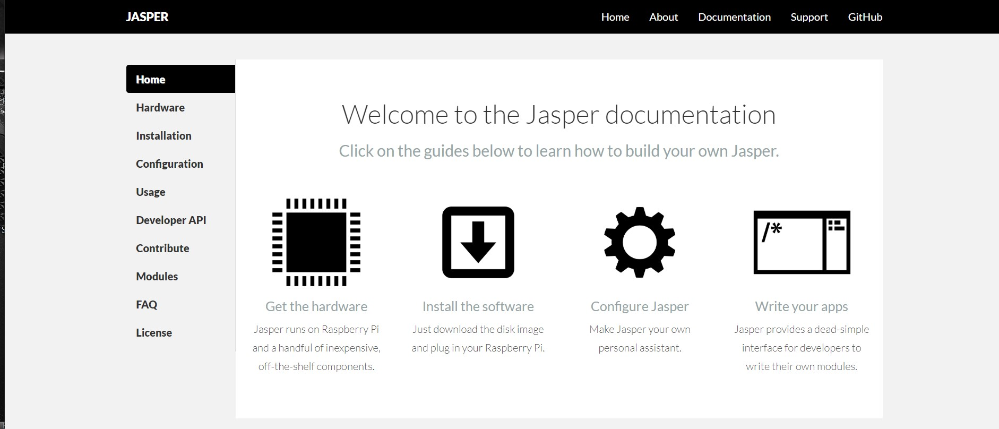 JASPER
Home About Documentation Support GitHub
Home
Hardware
Installation
Configuration
Usage
Developer API
Contribute
Modules
FAQ
License
Welcome to the Jasper documentation
Click on the guides below to learn how to build your own Jasper.
/*
Get the hardware
Jasper runs on Raspberry Pi
and a handful of inexpensive,
off-the-shelf components.
Install the software
Just download the disk image
and plug in your Raspberry Pi.
Configure Jasper
Make Jasper your own
personal assistant.
Write your apps
Jasper provides a dead-simple
interface for developers to
write their own modules.